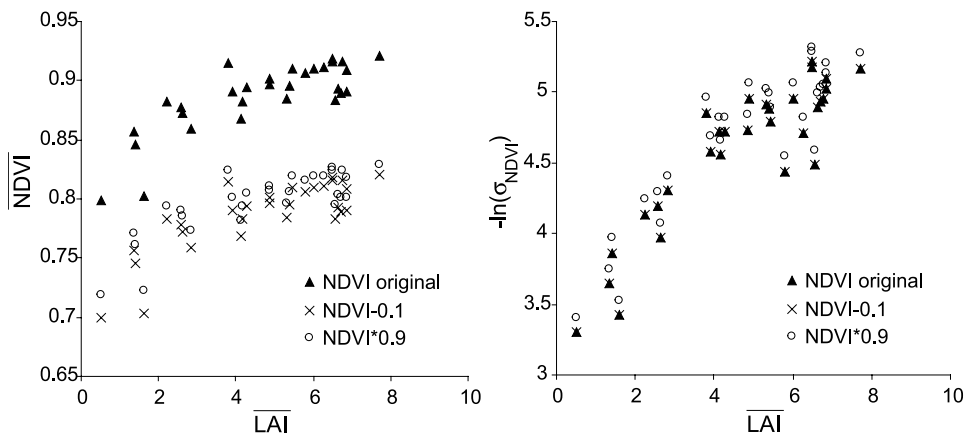 0.95
0.9
0.85
0.8
0.75
0.7
0.65
NDVI
NDVI original
NDVI-0.1
NDVI*0.9
0 2 4 6 8 10
LAI
5.5
5
4.5
4
3.5
3
-ln(σNDVI)
NDVI original
NDVI-0.1
NDVI*0.9
0 2 4 6 8 10
LAI